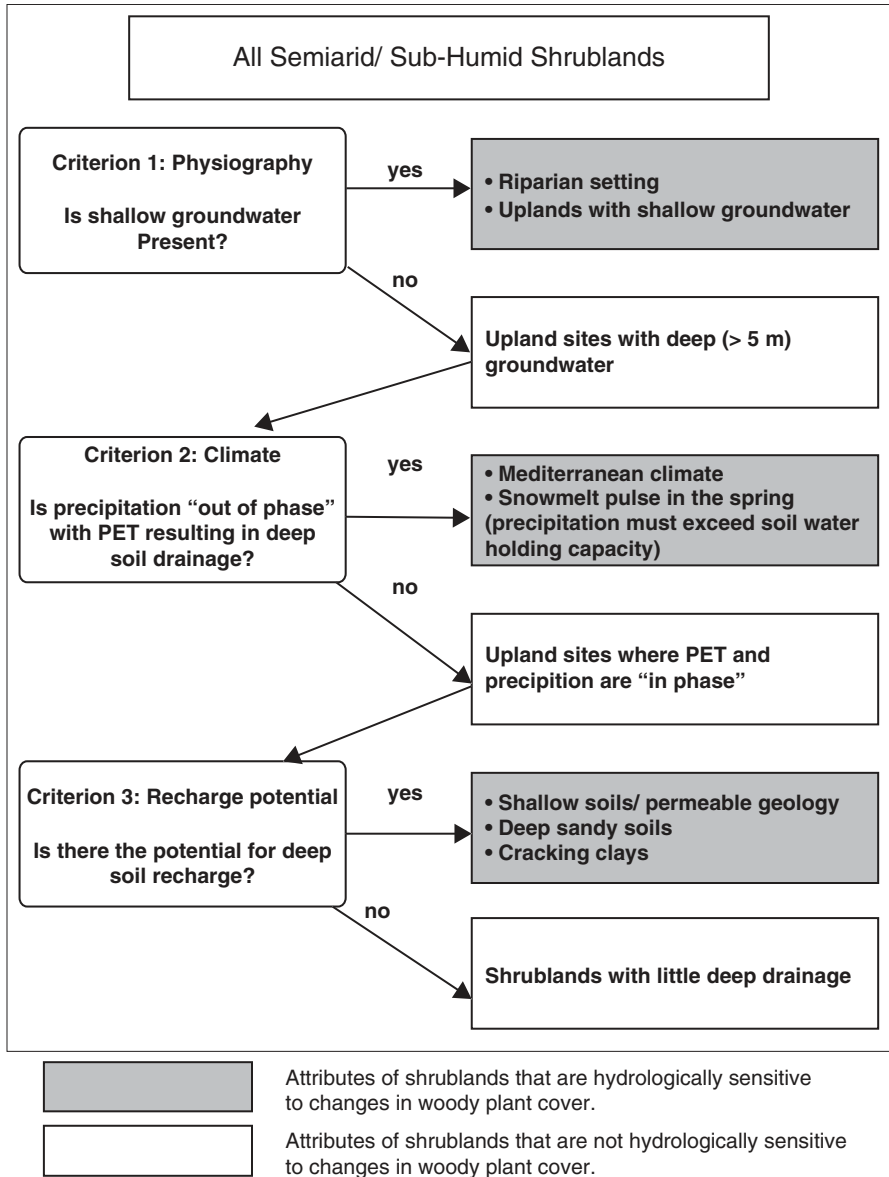 All Semiarid/ Sub-Humid Shrublands
Criterion 1: Physiography
Is shallow groundwater
Present?
yes
• Riparian setting
• Uplands with shallow groundwater
no
Upland sites with deep (> 5 m)
groundwater
Criterion 2: Climate
Is precipitation “out of phase”
with PET resulting in deep
soil drainage?
yes
• Mediterranean climate
• Snowmelt pulse in the spring
(precipitation must exceed soil water
holding capacity)
no
Upland sites where PET and
precipition are “in phase”
Criterion 3: Recharge potential
Is there the potential for deep
soil recharge?
yes
• Shallow soils/ permeable geology
• Deep sandy soils
• Cracking clays
no
Shrublands with little deep drainage
Attributes of shrublands that are hydrologically sensitive
to changes in woody plant cover.
Attributes of shrublands that are not hydrologically sensitive
to changes in woody plant cover.